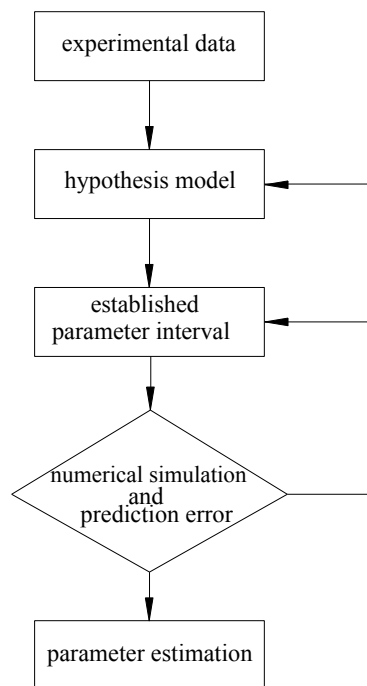 experimental data
hypothesis model
established
parameter interval
numerical simulation
and
prediction error
parameter estimation